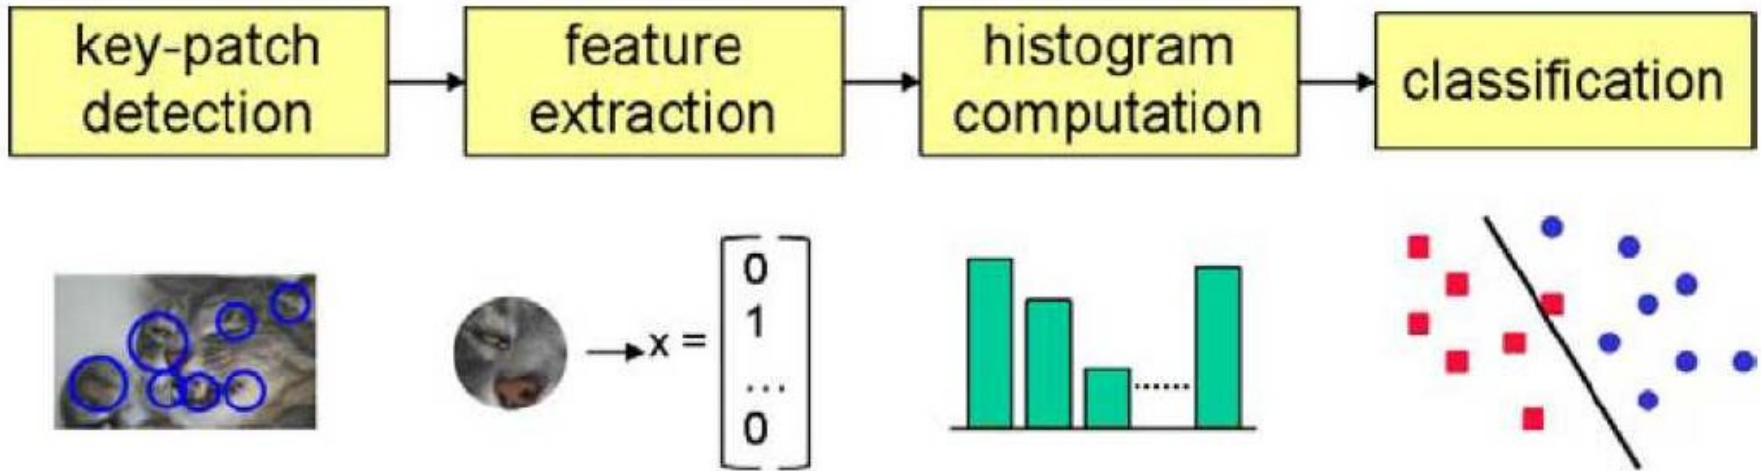 key-patch
detection
feature
extraction
histogram
computation
classification
x =
0
1
...
0
......